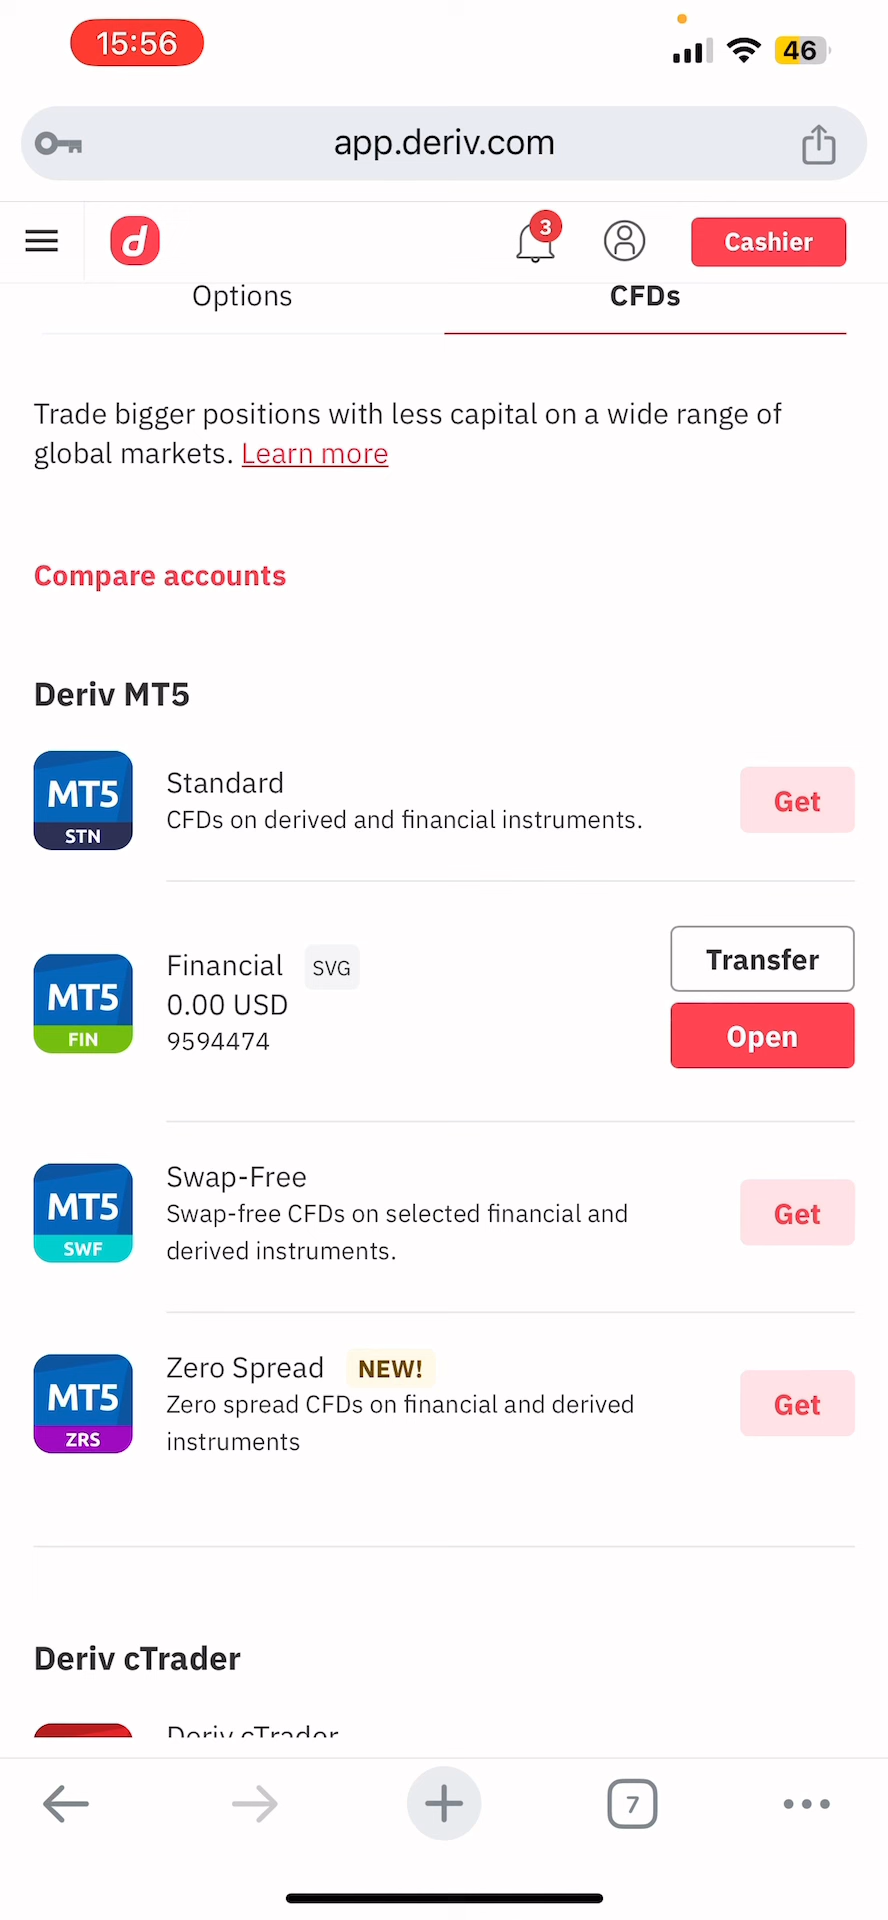 15:56
46
app.deriv.com
3
Cashier
Options
CFDs
Trade bigger positions with less capital on a wide range of
global markets. Learn more
Compare accounts
Deriv MT5
MT5
STN
Standard
CFDs on derived and financial instruments.
Get
MT5
FIN
Financial SVG
0.00 USD
9594474
Transfer
Open
MT5
SWF
Swap-Free
Swap-free CFDs on selected financial and
derived instruments.
Get
MT5
ZRS
Zero Spread NEW!
Zero spread CFDs on financial and derived
instruments
Get
Deriv cTrader
Deriv cTrader
7